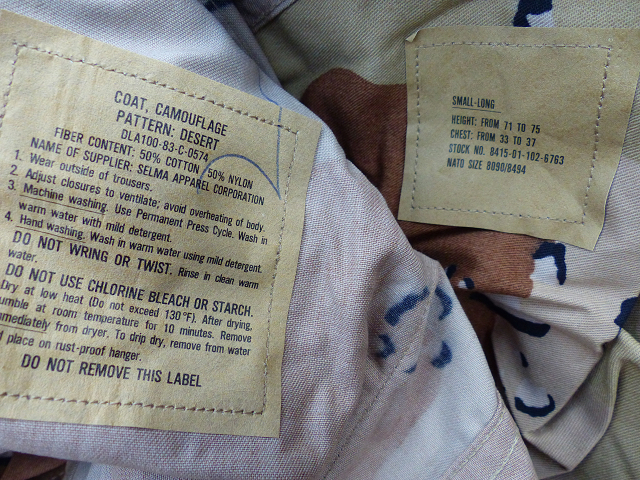 COAT, CAMOUFLAGE
PATTERN: DESERT
DLA100-83-C-0574
FIBER CONTENT: 50% COTTON 50% NYLON
NAME OF SUPPLIER: SELMA APPAREL CORPORATION
1. Wear outside of trousers.
2. Adjust closures to ventilate; avoid overheating of body.
3. Machine washing. Use Permanent Press Cycle. Wash in
warm water with mild detergent.
4. Hand washing. Wash in warm water using mild detergent.
DO NOT WRING OR TWIST. Rinse in clean warm
water.
DO NOT USE CHLORINE BLEACH OR STARCH.
Dry at low heat (Do not exceed 130°F). After drying,
umble at room temperature for 10 minutes. Remove
mmediately from dryer. To drip dry, remove from water
place on rust-proof hanger.
DO NOT REMOVE THIS LABEL
SMALL-LONG
HEIGHT: FROM 71 TO 75
CHEST: FROM 33 TO 37
STOCK NO. 8415-01-102-6763
NATO SIZE 8090/8494